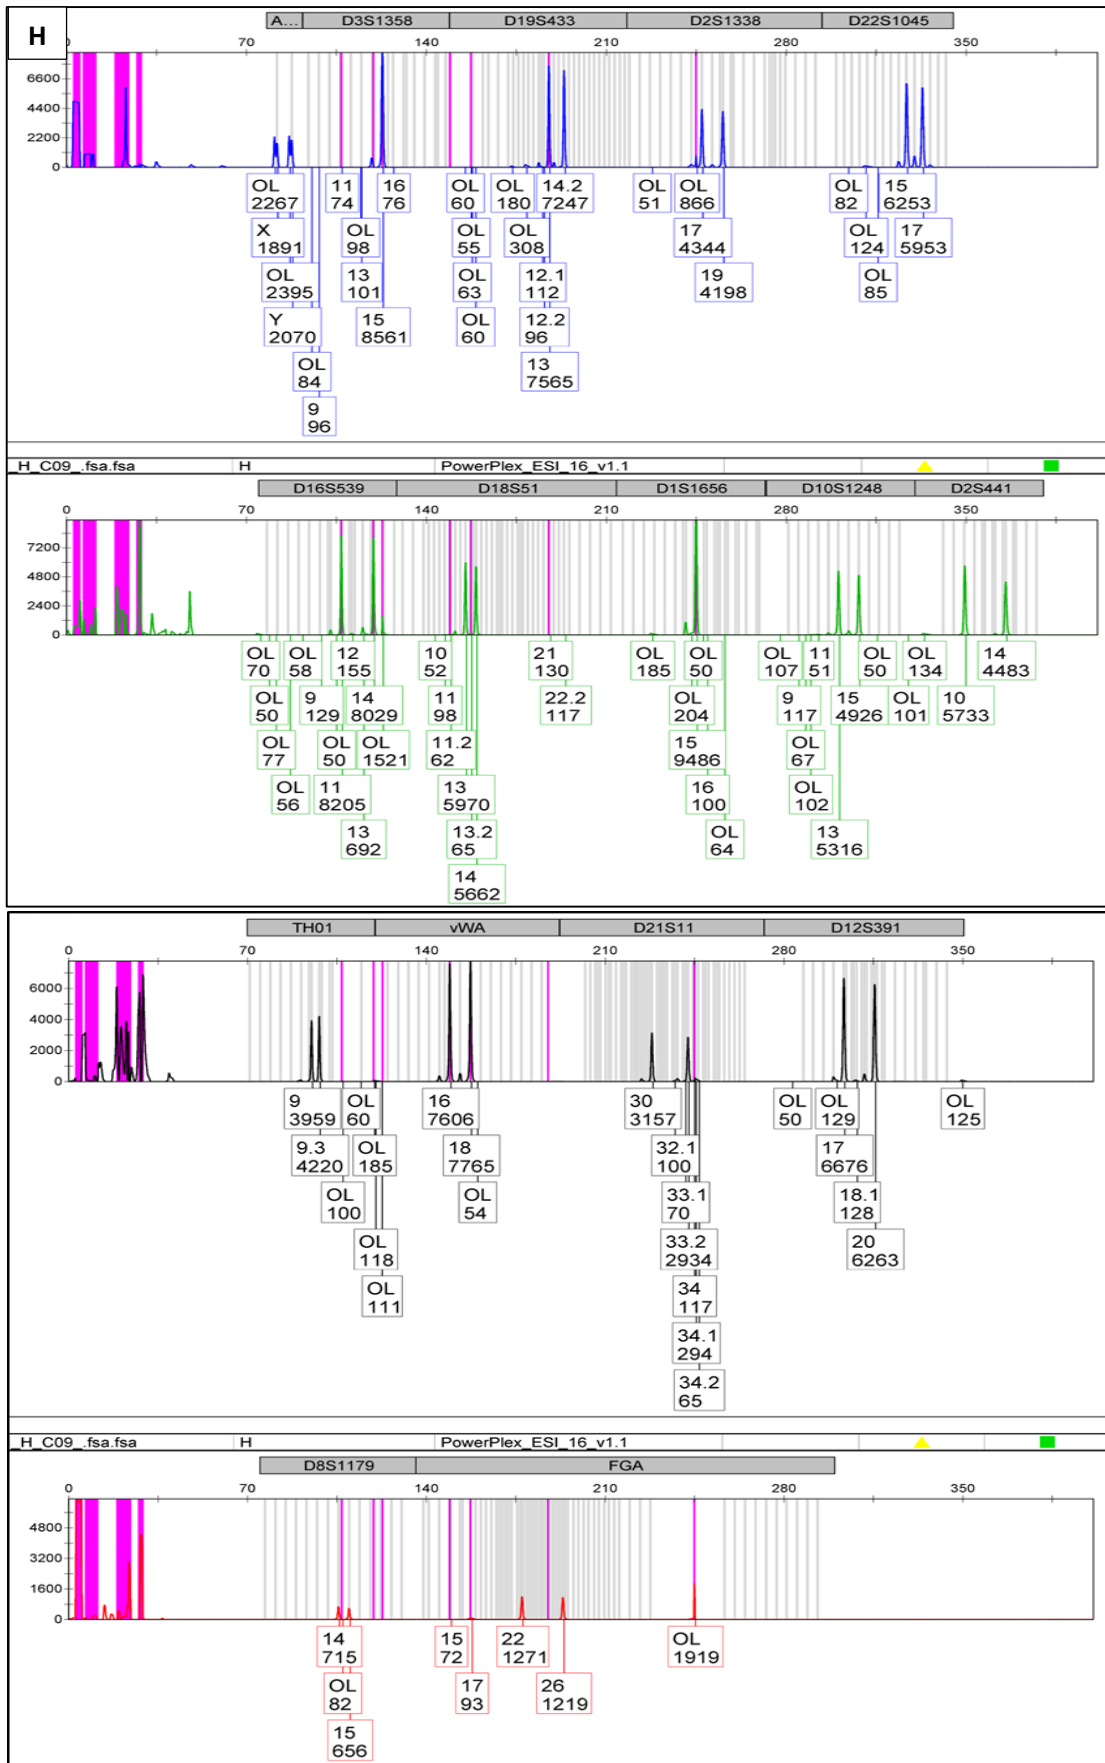 H
A... D3S1358 D19S433 D2S1338 D22S1045
0 70 140 210 280 350
6600
4400
2200
0
OL 11 16 OL OL 14.2 OL OL OL 15
2267 74 76 60 180 7247 51 866 82 6253
X OL OL OL 17 OL 17
1891 98 55 308 4344 124 5953
OL 13 OL 12.1 19 OL
2395 101 63 112 4198 85
Y 15 OL 12.2
2070 8561 60 96
OL 13
84 7565
9
96
_H_C09_.fsa.fsa H PowerPlex_ESI_16_v1.1
D16S539 D18S51 D1S1656 D10S1248 D2S441
0 70 140 210 280 350
7200
4800
2400
0
OL OL 12 10 21 OL OL OL 11 OL OL 14
70 58 155 52 130 185 50 107 51 50 134 4483
OL 9 14 11 22.2 OL 9 15 OL 10
50 129 8029 98 117 204 117 4926 101 5733
OL OL OL 11.2 15 OL
77 50 1521 62 9486 67
OL 11 13 16 OL
56 8205 5970 100 102
13 13.2 OL 13
692 65 64 5316
14
5662
TH01 vWA D21S11 D12S391
0 70 140 210 280 350
6000
4000
2000
0
9 OL 16 30 OL OL OL
3959 60 7606 3157 50 129 125
9.3 OL 18 32.1 17
4220 185 7765 100 6676
OL OL 33.1 18.1
100 54 70 128
OL 33.2 20
118 2934 6263
OL 34
111 117
34.1
294
34.2
65
_H_C09_.fsa.fsa H PowerPlex_ESI_16_v1.1
D8S1179 FGA
0 70 140 210 280 350
4800
3200
1600
0
14 15 22 OL
715 72 1271 1919
OL 17 26
82 93 1219
15
656